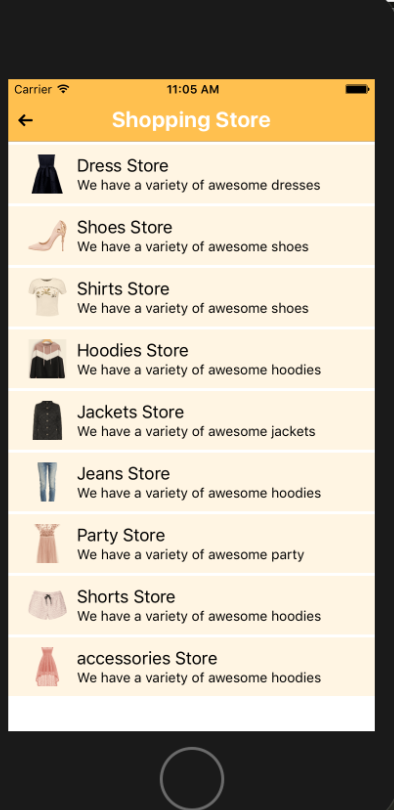 Carrier 11:05 AM
Shopping Store
Dress Store
We have a variety of awesome dresses
Shoes Store
We have a variety of awesome shoes
Shirts Store
We have a variety of awesome shoes
Hoodies Store
We have a variety of awesome hoodies
Jackets Store
We have a variety of awesome jackets
Jeans Store
We have a variety of awesome hoodies
Party Store
We have a variety of awesome party
Shorts Store
We have a variety of awesome hoodies
accessories Store
We have a variety of awesome hoodies